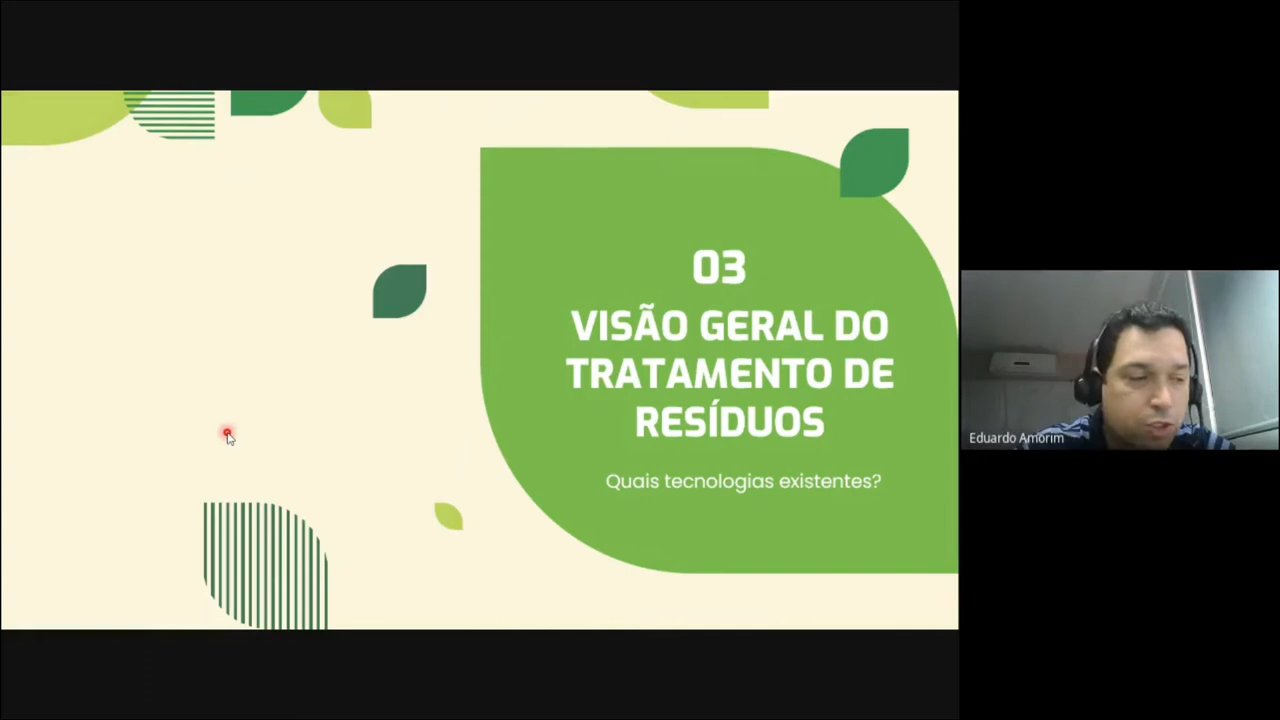 03
VISÃO GERAL DO
TRATAMENTO DE
RESÍDUOS
Quais tecnologias existentes?
Eduardo Amorim